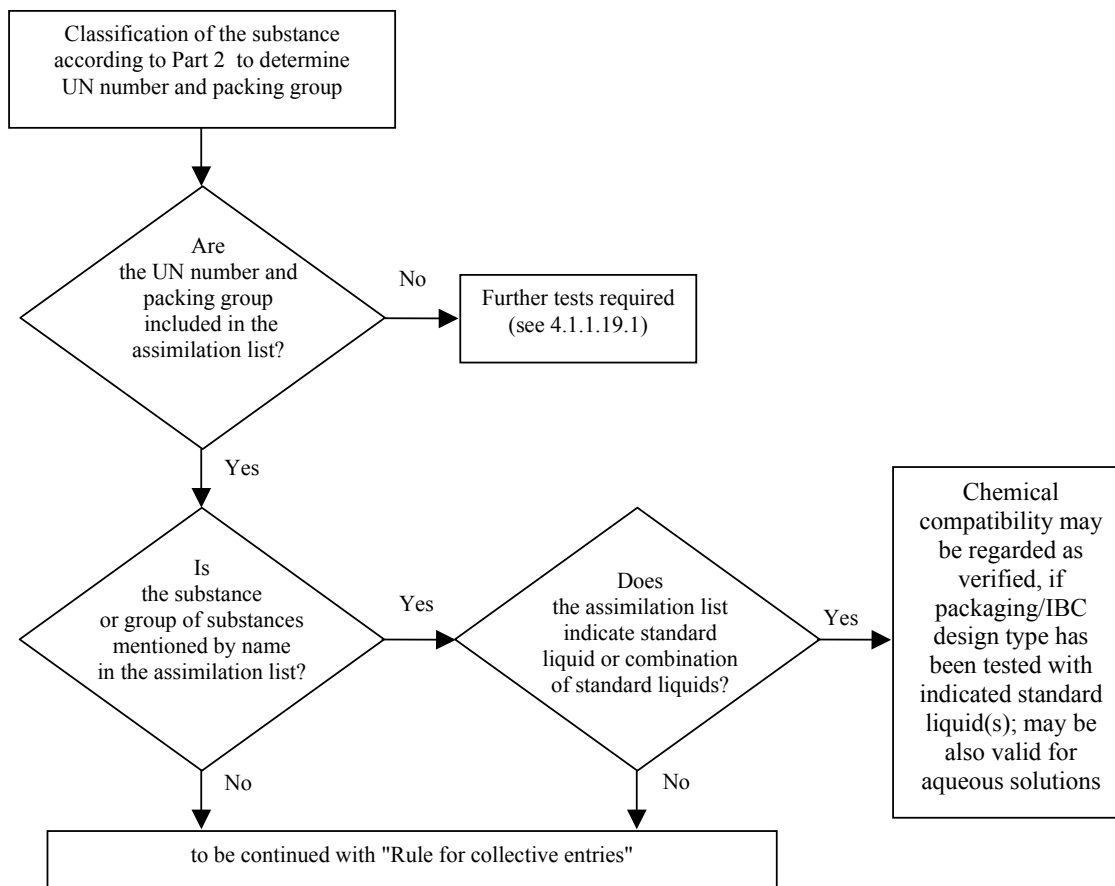 Classification of the substance
according to Part 2 to determine
UN number and packing group
Are
the UN number and
packing group
included in the
assimilation list?
No
Further tests required
(see 4.1.1.19.1)
Yes
Is
the substance
or group of substances
mentioned by name
in the assimilation list?
Yes
Does
the assimilation list
indicate standard
liquid or combination
of standard liquids?
Yes
Chemical
compatibility may
be regarded as
verified, if
packaging/IBC
design type has
been tested with
indicated standard
liquid(s); may be
also valid for
aqueous solutions
No
No
to be continued with "Rule for collective entries"